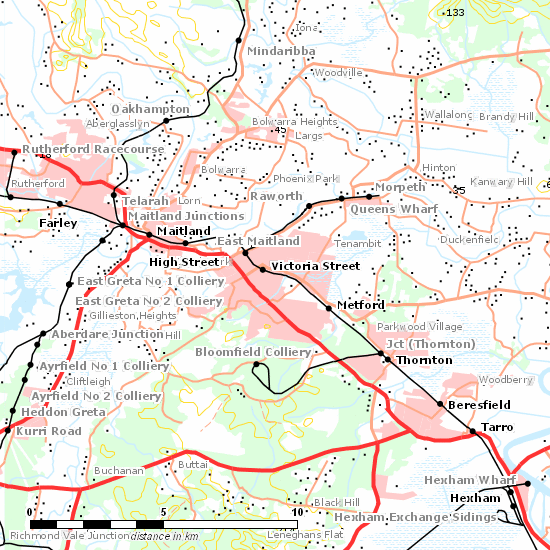 133
Iona
Mindaribba
Woodville
Oakhampton
Wallalong
Brandy Hill
Aberglasslyn
Bolwarra Heights
45
Largs
Rutherford Racecourse
18
Bolwarra
Hinton
Phoenix Park
Kanwary Hill
Rutherford
Morpeth
35
6
Telarah
Lorn
Raworth
Queens Wharf
Maitland Junctions
Farley
Maitland
East Maitland
Tenambit
Duckenfield
High Street
Victoria Street
East Greta No 1 Colliery
East Greta No 2 Colliery
Metford
Gillieston Heights
Parkwood Village
Aberdare Junction
Hill
Jct (Thornton)
Bloomfield Colliery
Thornton
Ayrfield No 1 Colliery
Cliftleigh
Woodberry
Ayrfield No 2 Colliery
Beresfield
Heddon Greta
Tarro
Kurri Road
Buttai
Buchanan
Hexham Wharf
Hexham
Black Hill
0 5 10
Hexham Exchange Sidings
Richmond Vale Junction
distance in km
Leneghans Flat